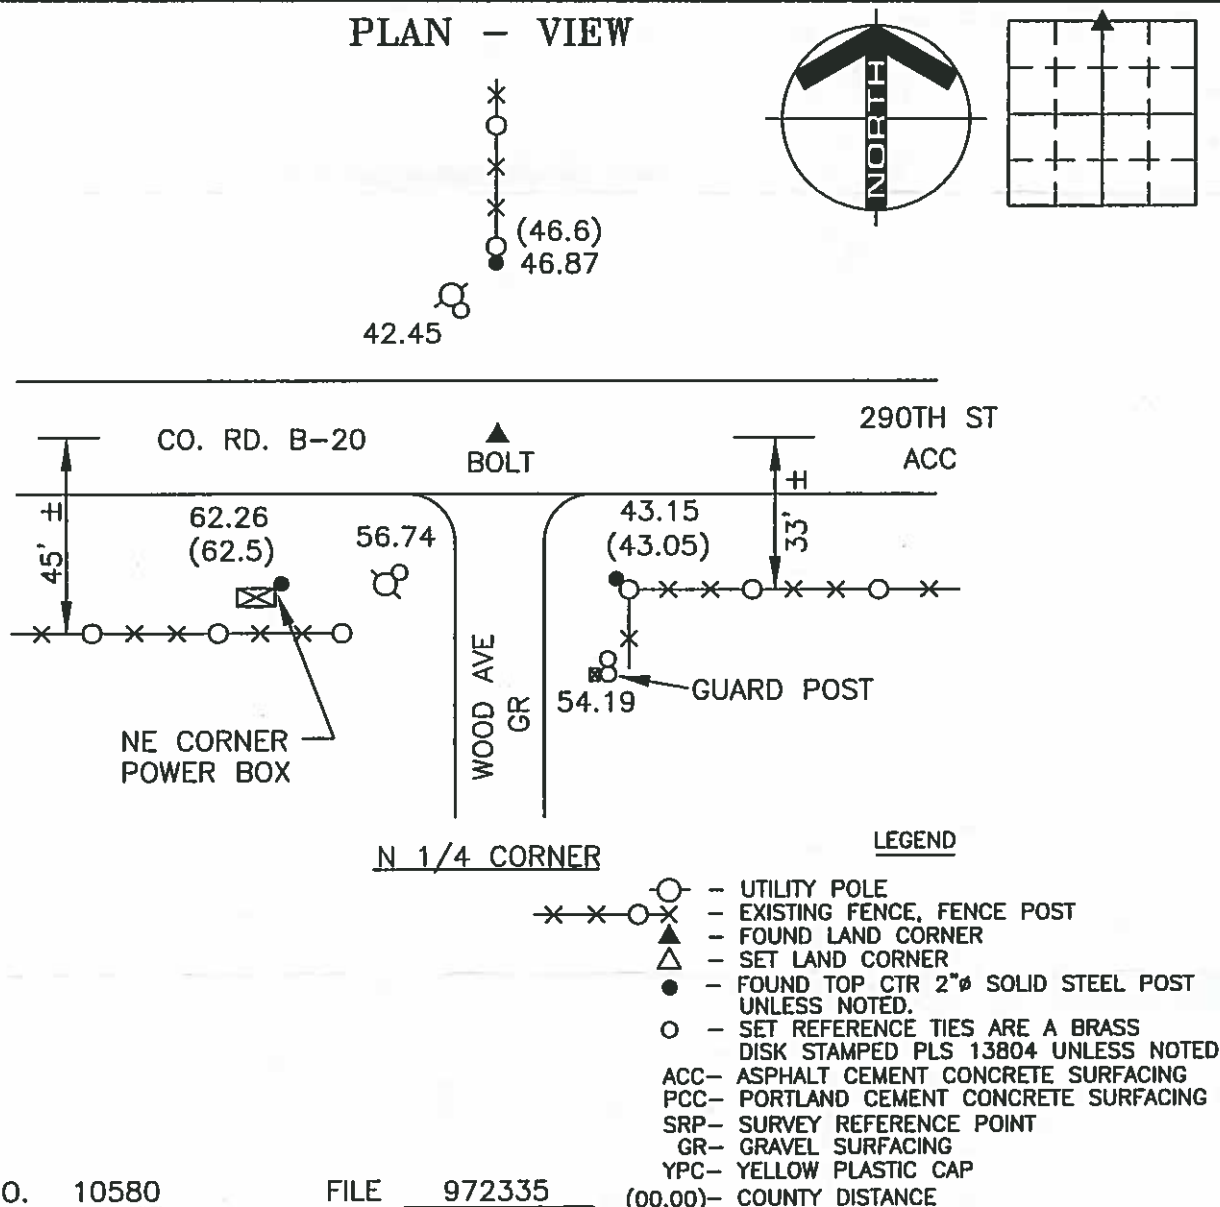 PLAN - VIEW
NORTH
(46.6)
46.87
42.45
CO. RD. B-20
BOLT
290TH ST
ACC
45' ±
62.26
(62.5)
56.74
43.15
(43.05)
33' ±
WOOD AVE
GR
54.19
GUARD POST
NE CORNER
POWER BOX
N 1/4 CORNER
LEGEND
- UTILITY POLE
- EXISTING FENCE, FENCE POST
- FOUND LAND CORNER
- SET LAND CORNER
- FOUND TOP CTR 2"ø SOLID STEEL POST
UNLESS NOTED.
- SET REFERENCE TIES ARE A BRASS
DISK STAMPED PLS 13804 UNLESS NOTED
ACC- ASPHALT CEMENT CONCRETE SURFACING
PCC- PORTLAND CEMENT CONCRETE SURFACING
SRP- SURVEY REFERENCE POINT
GR- GRAVEL SURFACING
YPC- YELLOW PLASTIC CAP
(00.00)- COUNTY DISTANCE
O. 10580 FILE 972335